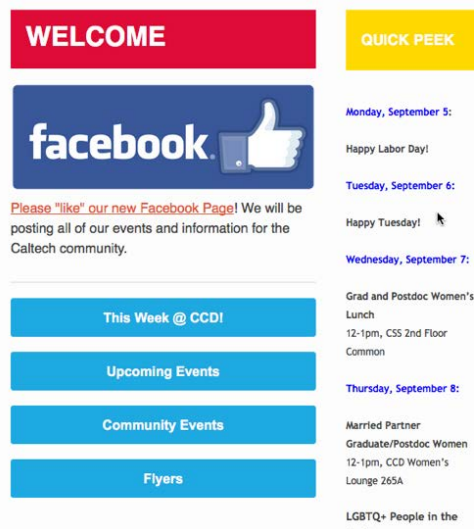 WELCOME
facebook.
Please "like" our new Facebook Page! We will be
posting all of our events and information for the
Caltech community.
This Week @ CCD!
Upcoming Events
Community Events
Flyers
QUICK PEEK
Monday, September 5:
Happy Labor Day!
Tuesday, September 6:
Happy Tuesday!
Wednesday, September 7:
Grad and Postdoc Women's
Lunch
12-1pm, CSS 2nd Floor
Common
Thursday, September 8:
Married Partner
Graduate/Postdoc Women
12-1pm, CCD Women's
Lounge 265A
LGBTQ+ People in the